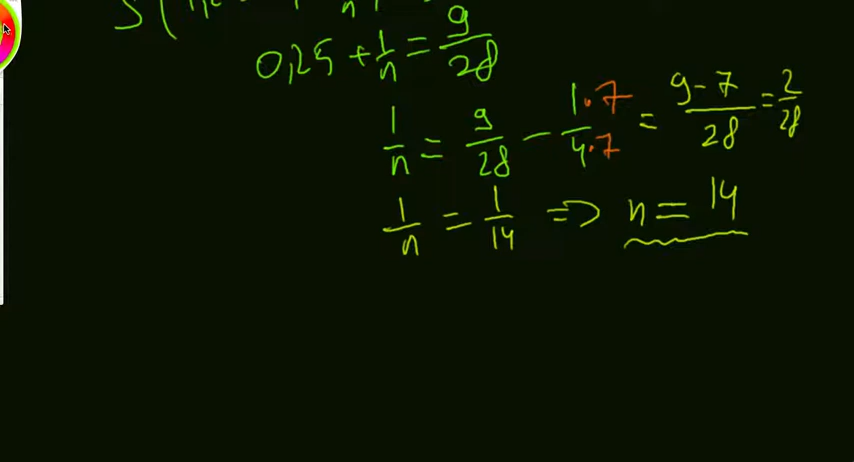 0,25 + 1/n = 9/28
1/n = 9/28 - 1·7/4·7 = 9-7/28 = 2/28
1/n = 1/14 => n = 14